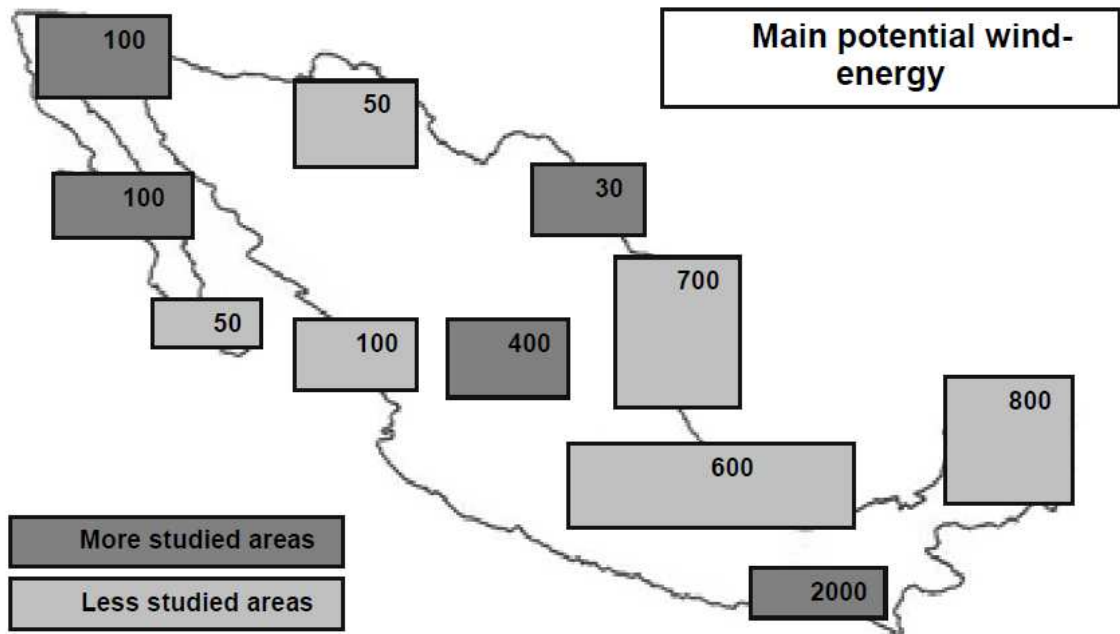 Main potential wind-
energy
100
50
100
30
700
50
100
400
800
600
2000
More studied areas
Less studied areas